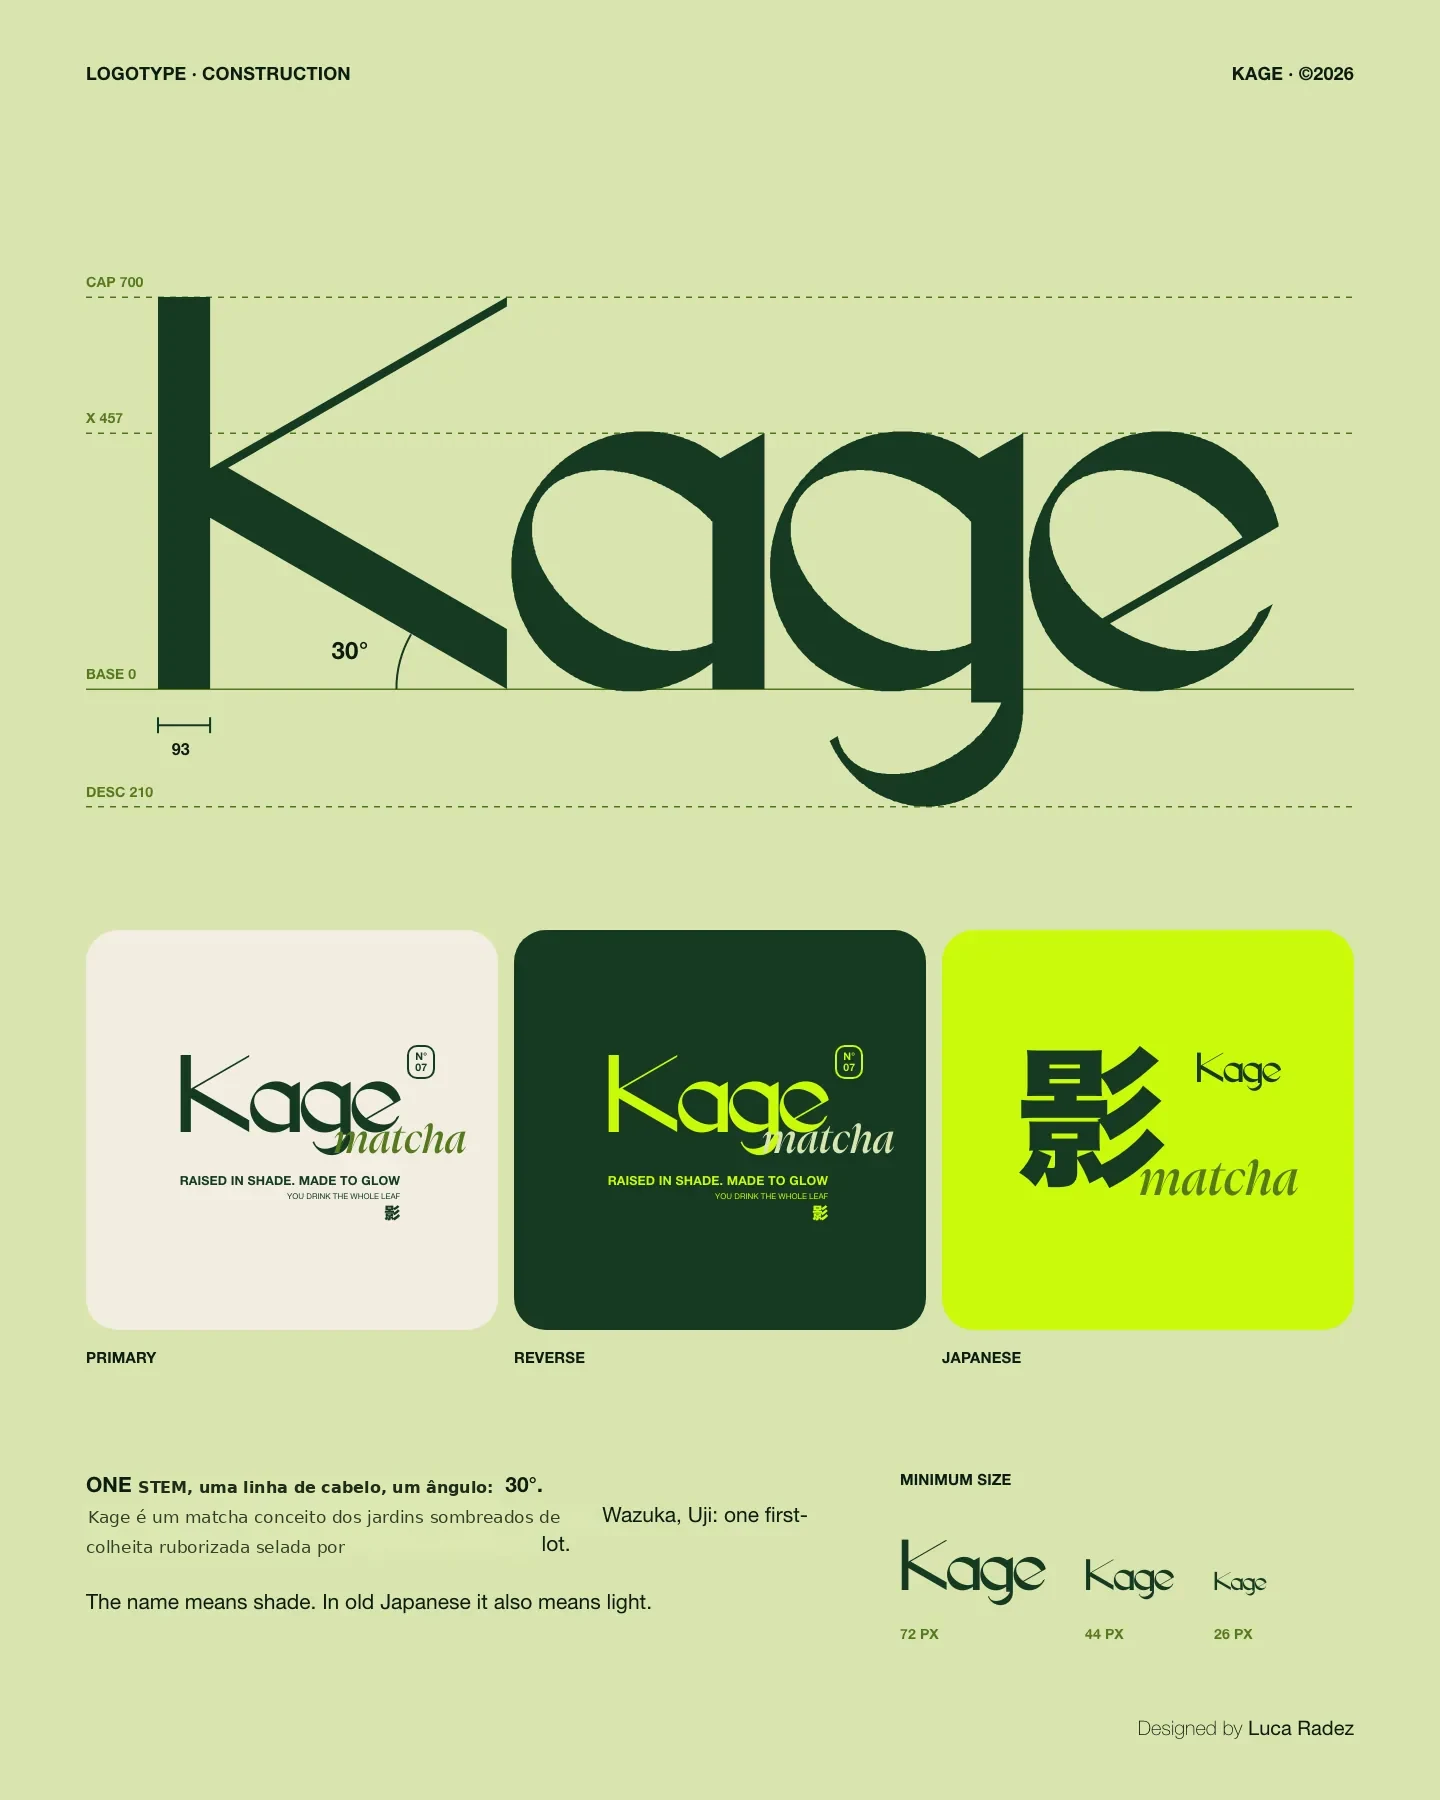 LOGOTYPE · CONSTRUCTION
KAGE · ©2026
CAP 700
X 457
BASE 0
DESC 210
Kage
30°
93
Kage
matcha
N°
07
RAISED IN SHADE. MADE TO GLOW
YOU DRINK THE WHOLE LEAF
影
Kage
matcha
N°
07
RAISED IN SHADE. MADE TO GLOW
YOU DRINK THE WHOLE LEAF
影
影
Kage
matcha
PRIMARY
REVERSE
JAPANESE
ONE STEM, uma linha de cabelo, um ângulo: 30°.
Kage é um matcha conceito dos jardins sombreados de Wazuka, Uji: one first-
colheita ruborizada selada por lot.
The name means shade. In old Japanese it also means light.
MINIMUM SIZE
Kage
Kage
Kage
72 PX
44 PX
26 PX
Designed by Luca Radez